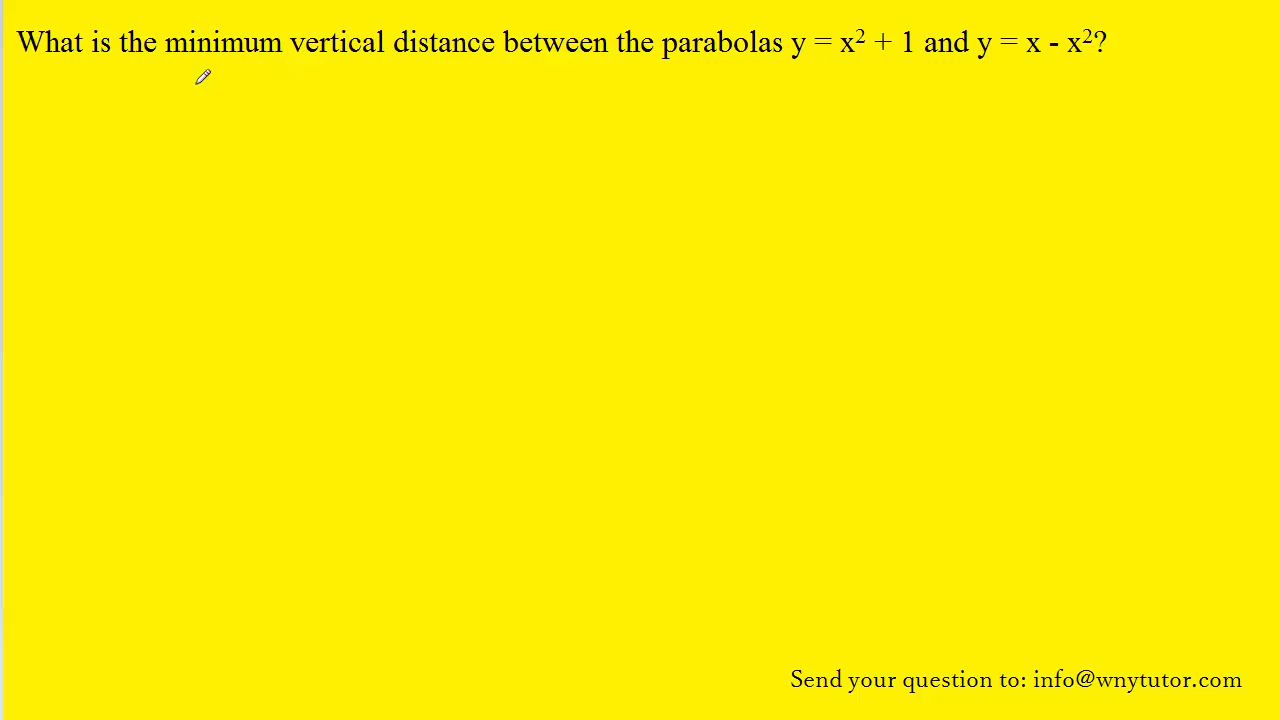 What is the minimum vertical distance between the parabolas y = x² + 1 and y = x - x²?
Send your question to: info@wnytutor.com